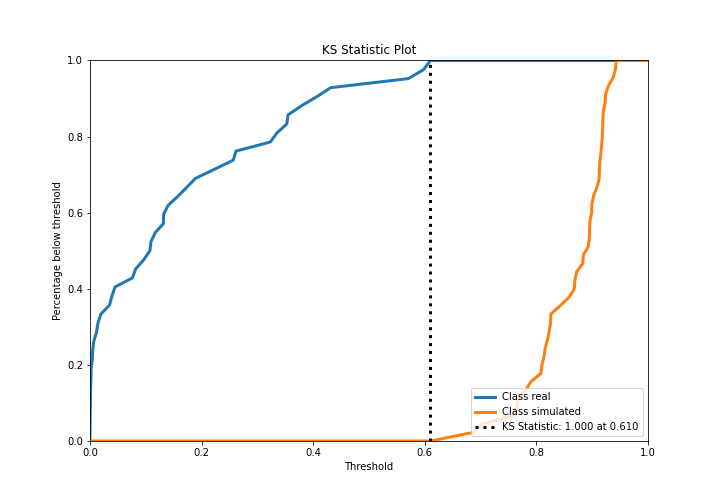 KS Statistic Plot
1.0
0.8
0.6
0.4
0.2
0.0
Percentage below threshold
Class real
Class simulated
KS Statistic: 1.000 at 0.610
0.0 0.2 0.4 0.6 0.8 1.0
Threshold